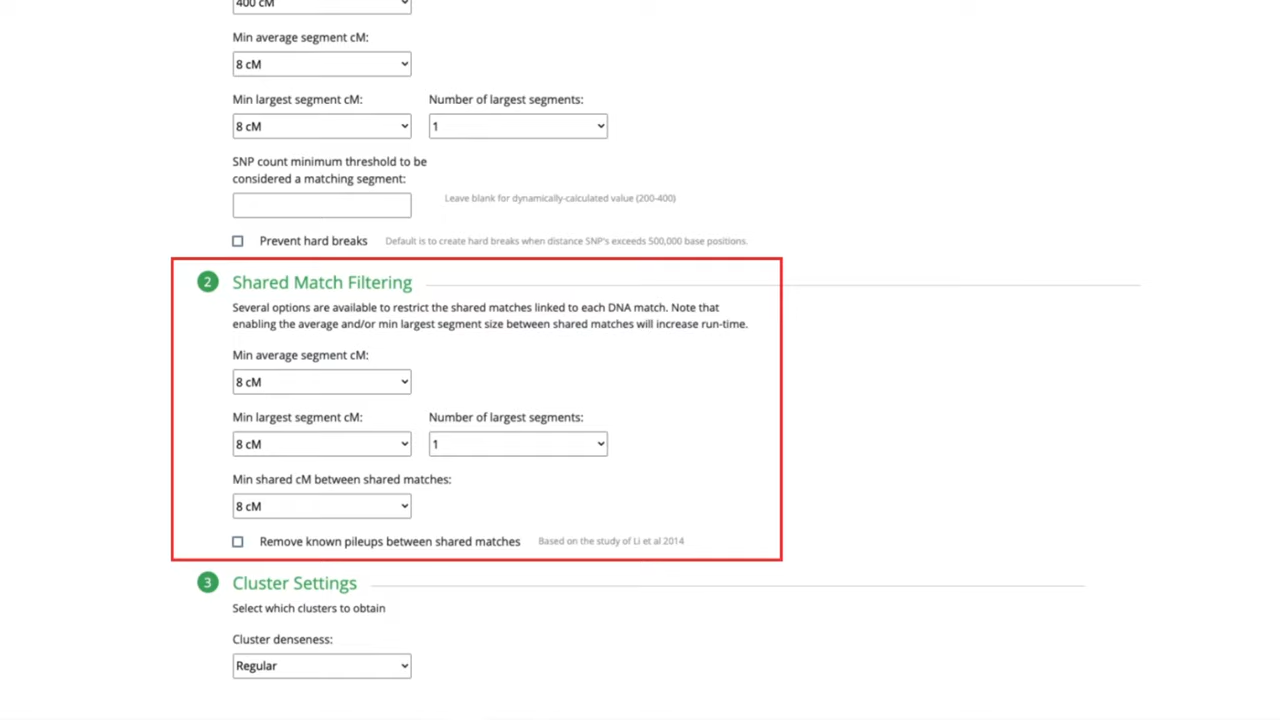 400 cM
Min average segment cM:
8 cM
Min largest segment cM: Number of largest segments:
8 cM 1
SNP count minimum threshold to be
considered a matching segment:
Leave blank for dynamically-calculated value (200-400)
Prevent hard breaks Default is to create hard breaks when distance SNP's exceeds 500,000 base positions.
2 Shared Match Filtering
Several options are available to restrict the shared matches linked to each DNA match. Note that
enabling the average and/or min largest segment size between shared matches will increase run-time.
Min average segment cM:
8 cM
Min largest segment cM: Number of largest segments:
8 cM 1
Min shared cM between shared matches:
8 cM
Remove known pileups between shared matches Based on the study of Li et al 2014
3 Cluster Settings
Select which clusters to obtain
Cluster denseness:
Regular